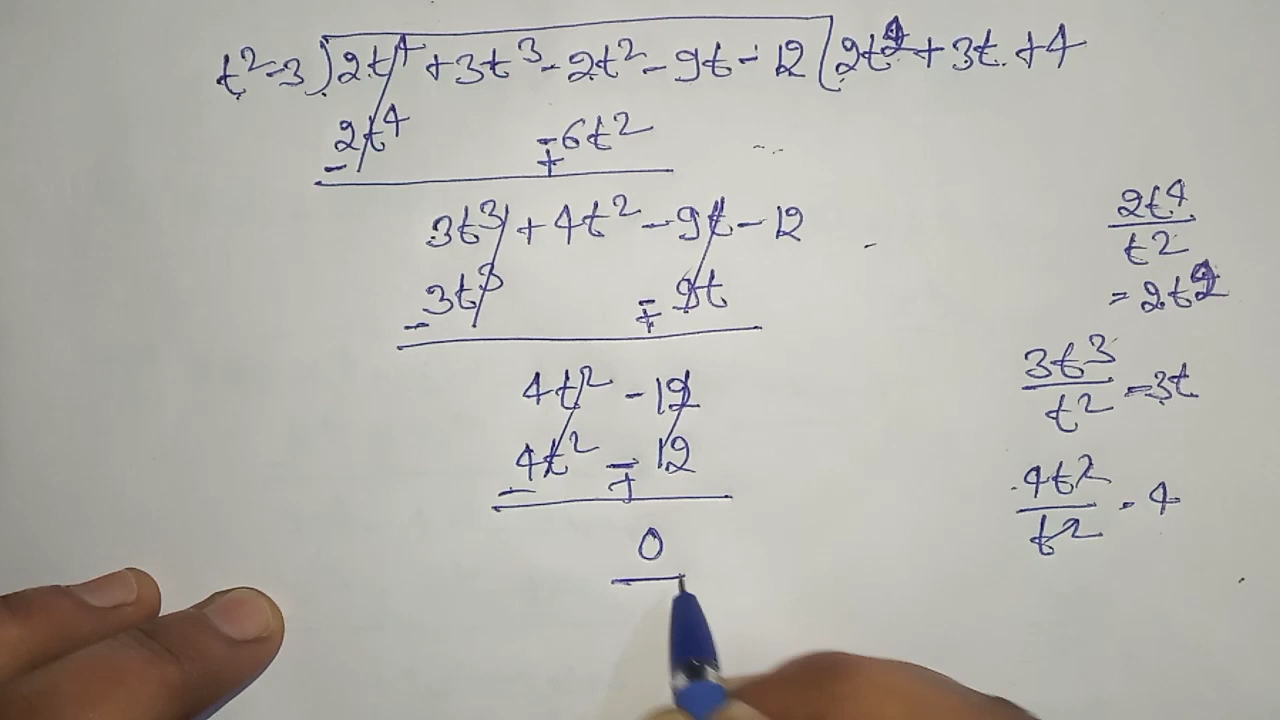 t²-3)2t⁴+3t³-2t²-9t-12(2t²+3t+4
2t⁴ -6t²
- +
3t³+4t²-9t-12
3t³ -9t
- +
4t²-12
4t²-12
- +
0
2t⁴
t²
=2t²
3t³
t² =3t
4t²
t² = 4